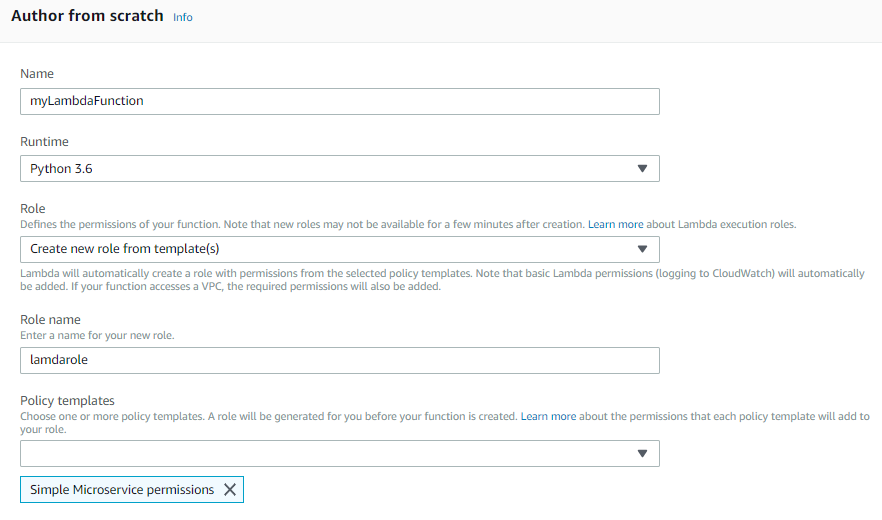 Author from scratch Info
Name
myLambdaFunction
Runtime
Python 3.6
Role
Defines the permissions of your function. Note that new roles may not be available for a few minutes after creation. Learn more about Lambda execution roles.
Create new role from template(s)
Lambda will automatically create a role with permissions from the selected policy templates. Note that basic Lambda permissions (logging to CloudWatch) will automatically
be added. If your function accesses a VPC, the required permissions will also be added.
Role name
Enter a name for your new role.
lamdarole
Policy templates
Choose one or more policy templates. A role will be generated for you before your function is created. Learn more about the permissions that each policy template will add to
your role.
Simple Microservice permissions